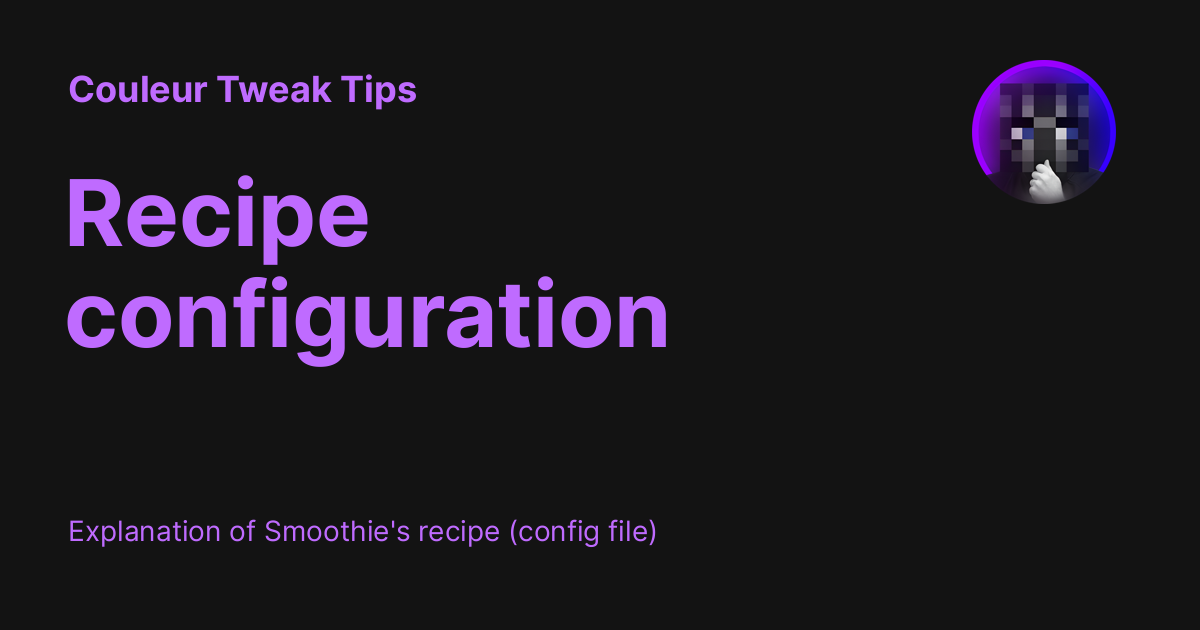 Couleur Tweak Tips
Recipe
configuration
Explanation of Smoothie's recipe (config file)